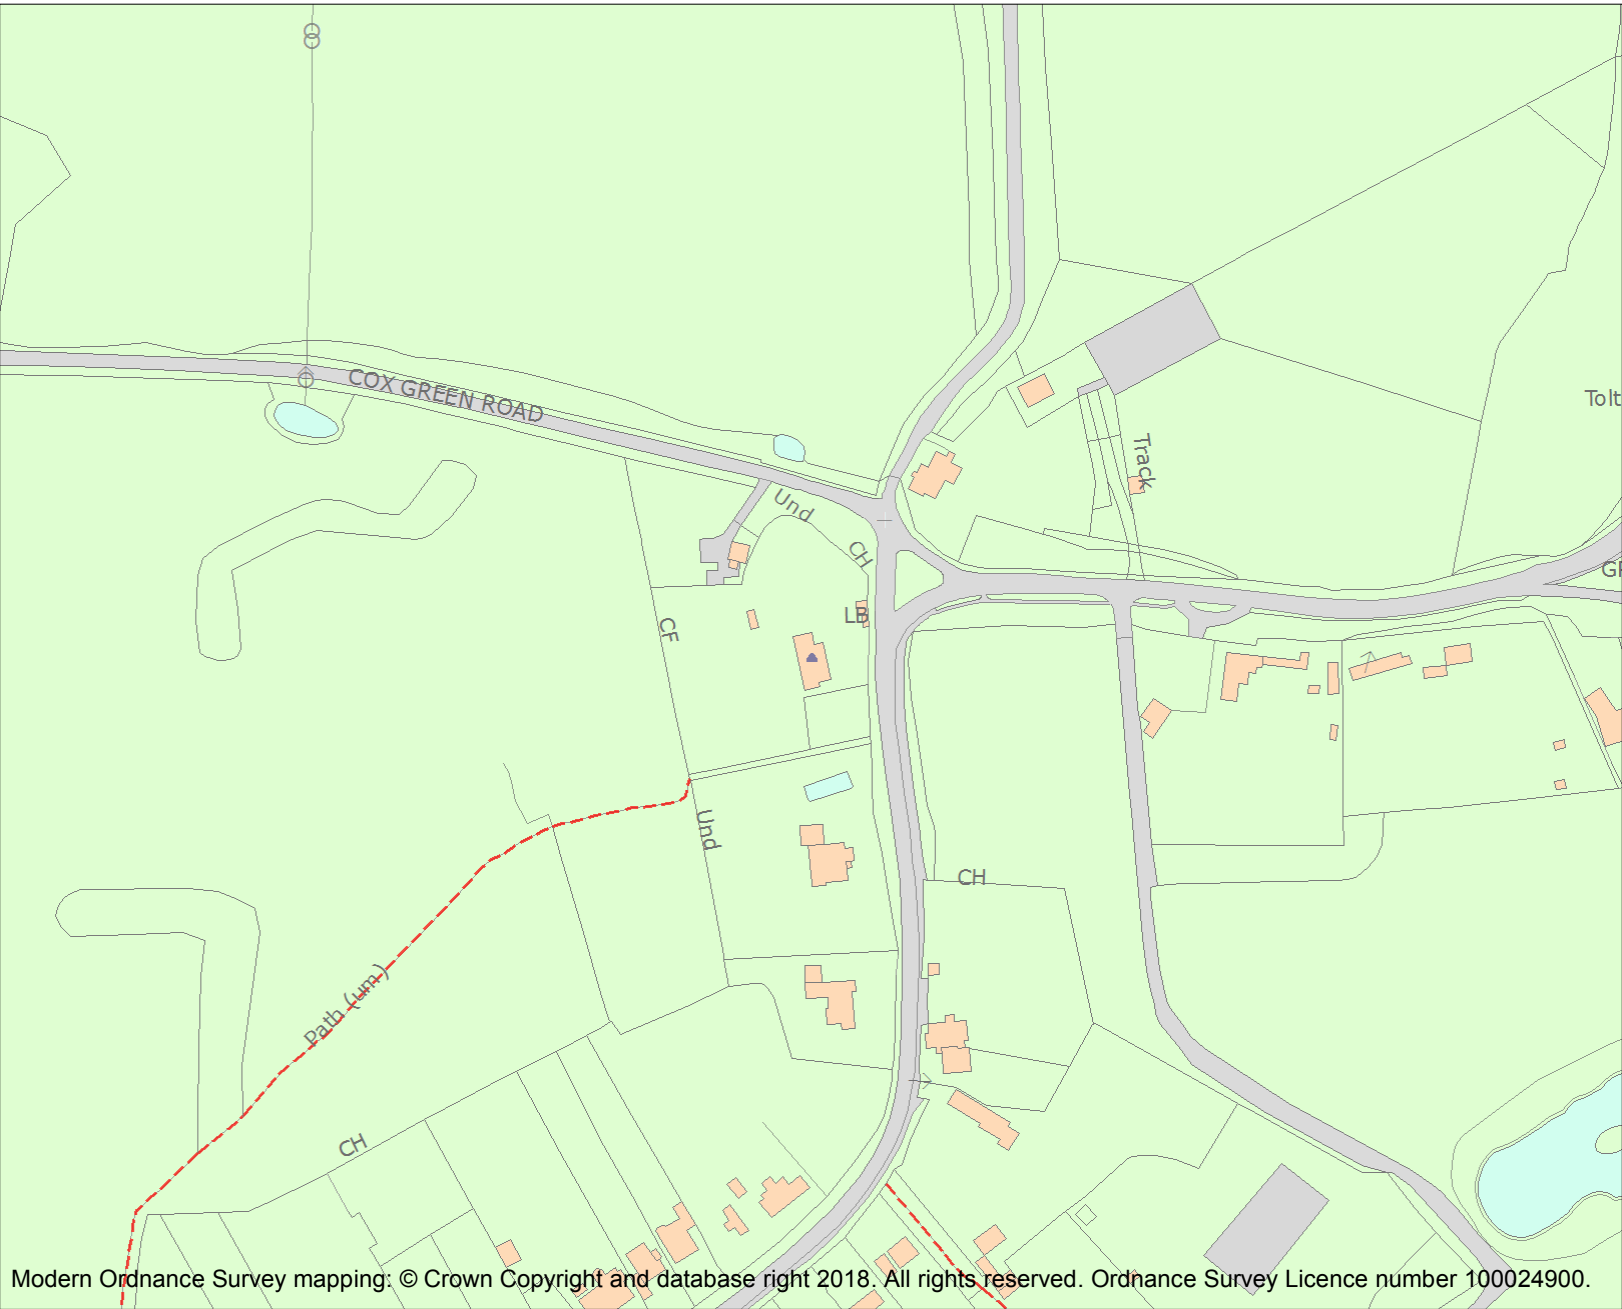 COX GREEN ROAD
Tolt
Track
Und
CH
GR
LB
CF
Und
CH
Path (um)
CH
Modern Ordnance Survey mapping: © Crown Copyright and database right 2018. All rights reserved. Ordnance Survey Licence number 100024900.